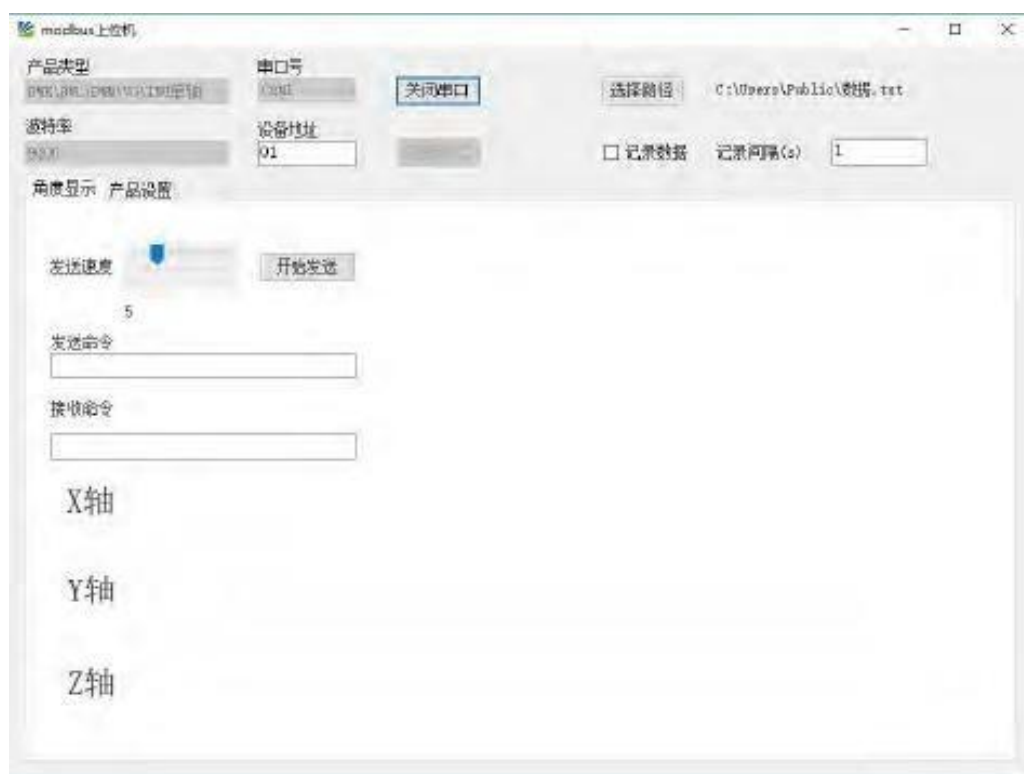 modbus上位机
产品类型
串口号
关闭串口
选择路径
C:\Users\Public\数据.txt
波特率
9600
设备地址
01
记录数据
记录间隔(s)
1
角度显示
产品设置
发送速度
开始发送
5
发送命令
接收命令
X轴
Y轴
Z轴